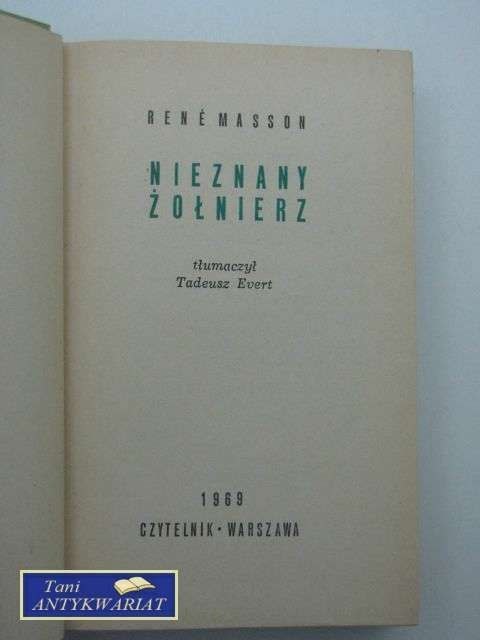 RENÉ MASSON
NIEZNANY
ŻOŁNIERZ
tłumaczył
Tadeusz Evert
1969
CZYTELNIK • WARSZAWA
Tani
ANTYKWARIAT